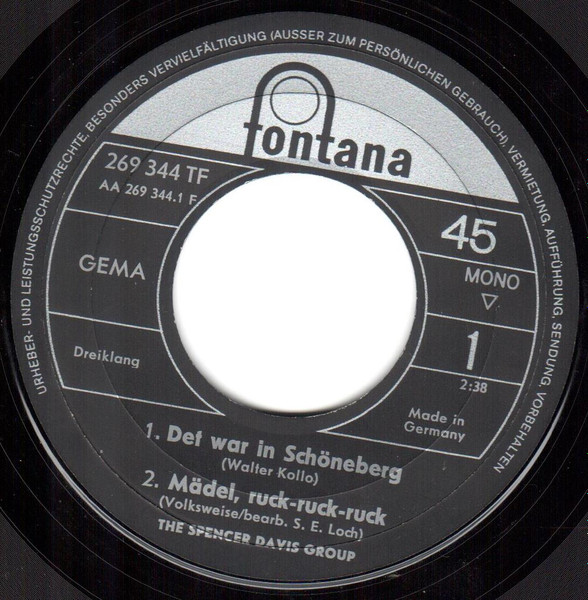 URHEBER- UND LEISTUNGSSCHUTZRECHTE, BESONDERS VERVIELFÄLTIGUNG (AUSSER ZUM PERSÖNLICHEN GEBRAUCH), VERMIETUNG, AUFFÜHRUNG, SENDUNG, VORBEHALTEN
fontana
269 344 TF
AA 269 344.1 F
45
GEMA
MONO
1
2:38
Dreiklang
Made in
Germany
1. Det war in Schöneberg
(Walter Kollo)
2. Mädel, ruck-ruck-ruck
(Volksweise/bearb. S. E. Loch)
THE SPENCER DAVIS GROUP